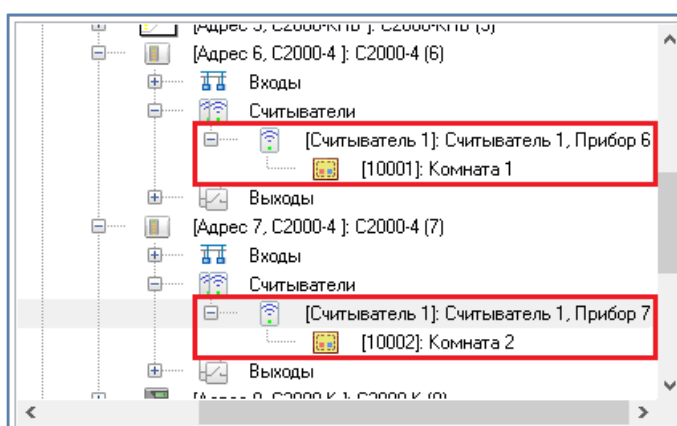 [Адрес 6, С2000-4 ]: С2000-4 (6)
Входы
Считыватели
[Считыватель 1]: Считыватель 1, Прибор 6
[10001]: Комната 1
Выходы
[Адрес 7, С2000-4 ]: С2000-4 (7)
Входы
Считыватели
[Считыватель 1]: Считыватель 1, Прибор 7
[10002]: Комната 2
Выходы